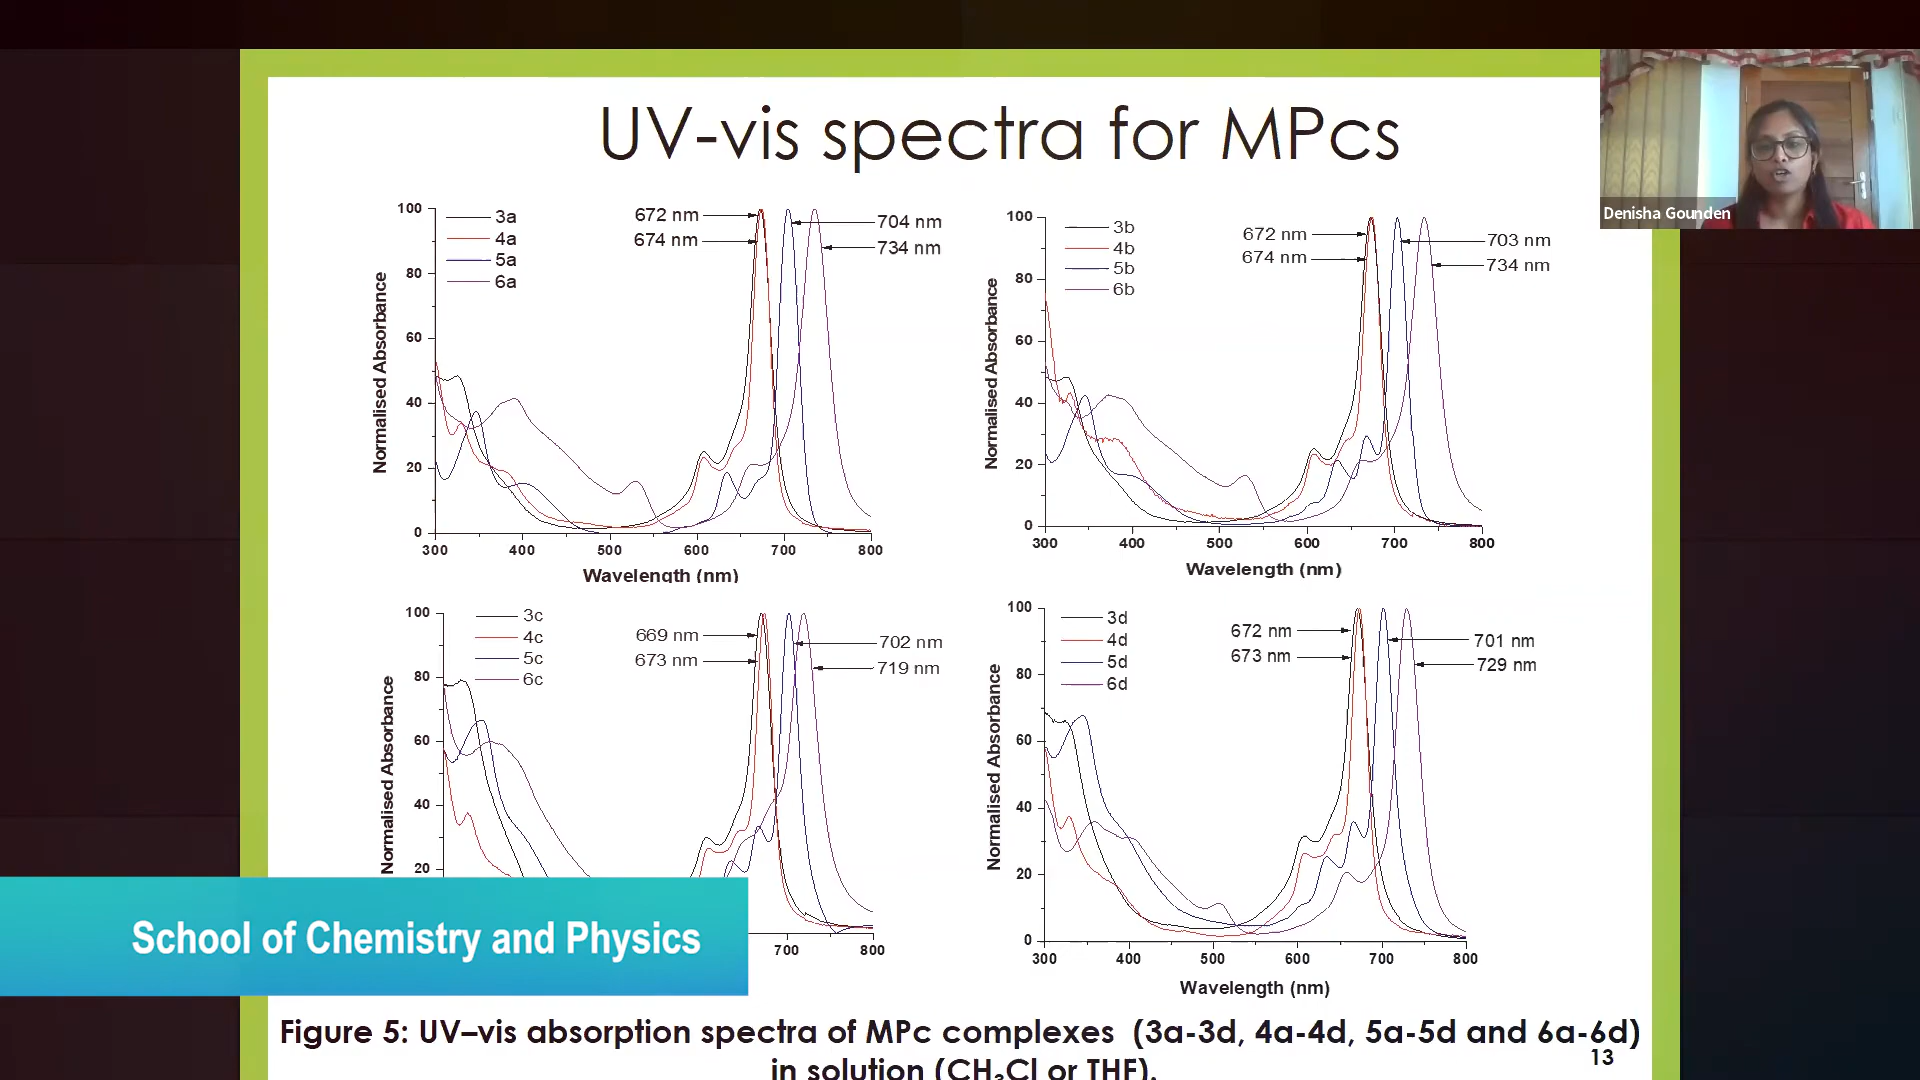 UV-vis spectra for MPcs
Denisha Gounden
3a
4a
5a
6a
672 nm
674 nm
704 nm
734 nm
Normalised Absorbance
100
80
60
40
20
0
300 400 500 600 700 800
Wavelength (nm)
3b
4b
5b
6b
672 nm
674 nm
703 nm
734 nm
Normalised Absorbance
100
80
60
40
20
0
300 400 500 600 700 800
Wavelength (nm)
3c
4c
5c
6c
669 nm
673 nm
702 nm
719 nm
Normalised Absorbance
100
80
60
40
20
700 800
3d
4d
5d
6d
672 nm
673 nm
701 nm
729 nm
Normalised Absorbance
100
80
60
40
20
0
300 400 500 600 700 800
Wavelength (nm)
School of Chemistry and Physics
Figure 5: UV–vis absorption spectra of MPc complexes (3a-3d, 4a-4d, 5a-5d and 6a-6d)
in solution (CH₃Cl or THF).
13